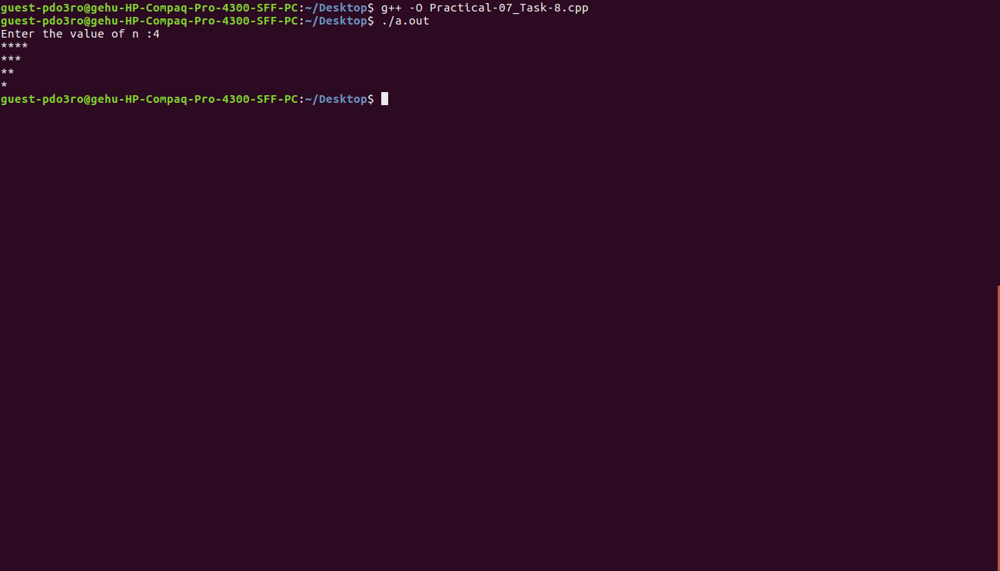 guest-pdo3ro@gehu-HP-Compaq-Pro-4300-SFF-PC:~/Desktop$ g++ -O Practical-07_Task-8.cpp
guest-pdo3ro@gehu-HP-Compaq-Pro-4300-SFF-PC:~/Desktop$ ./a.out
Enter the value of n :4
****
***
**
*
guest-pdo3ro@gehu-HP-Compaq-Pro-4300-SFF-PC:~/Desktop$